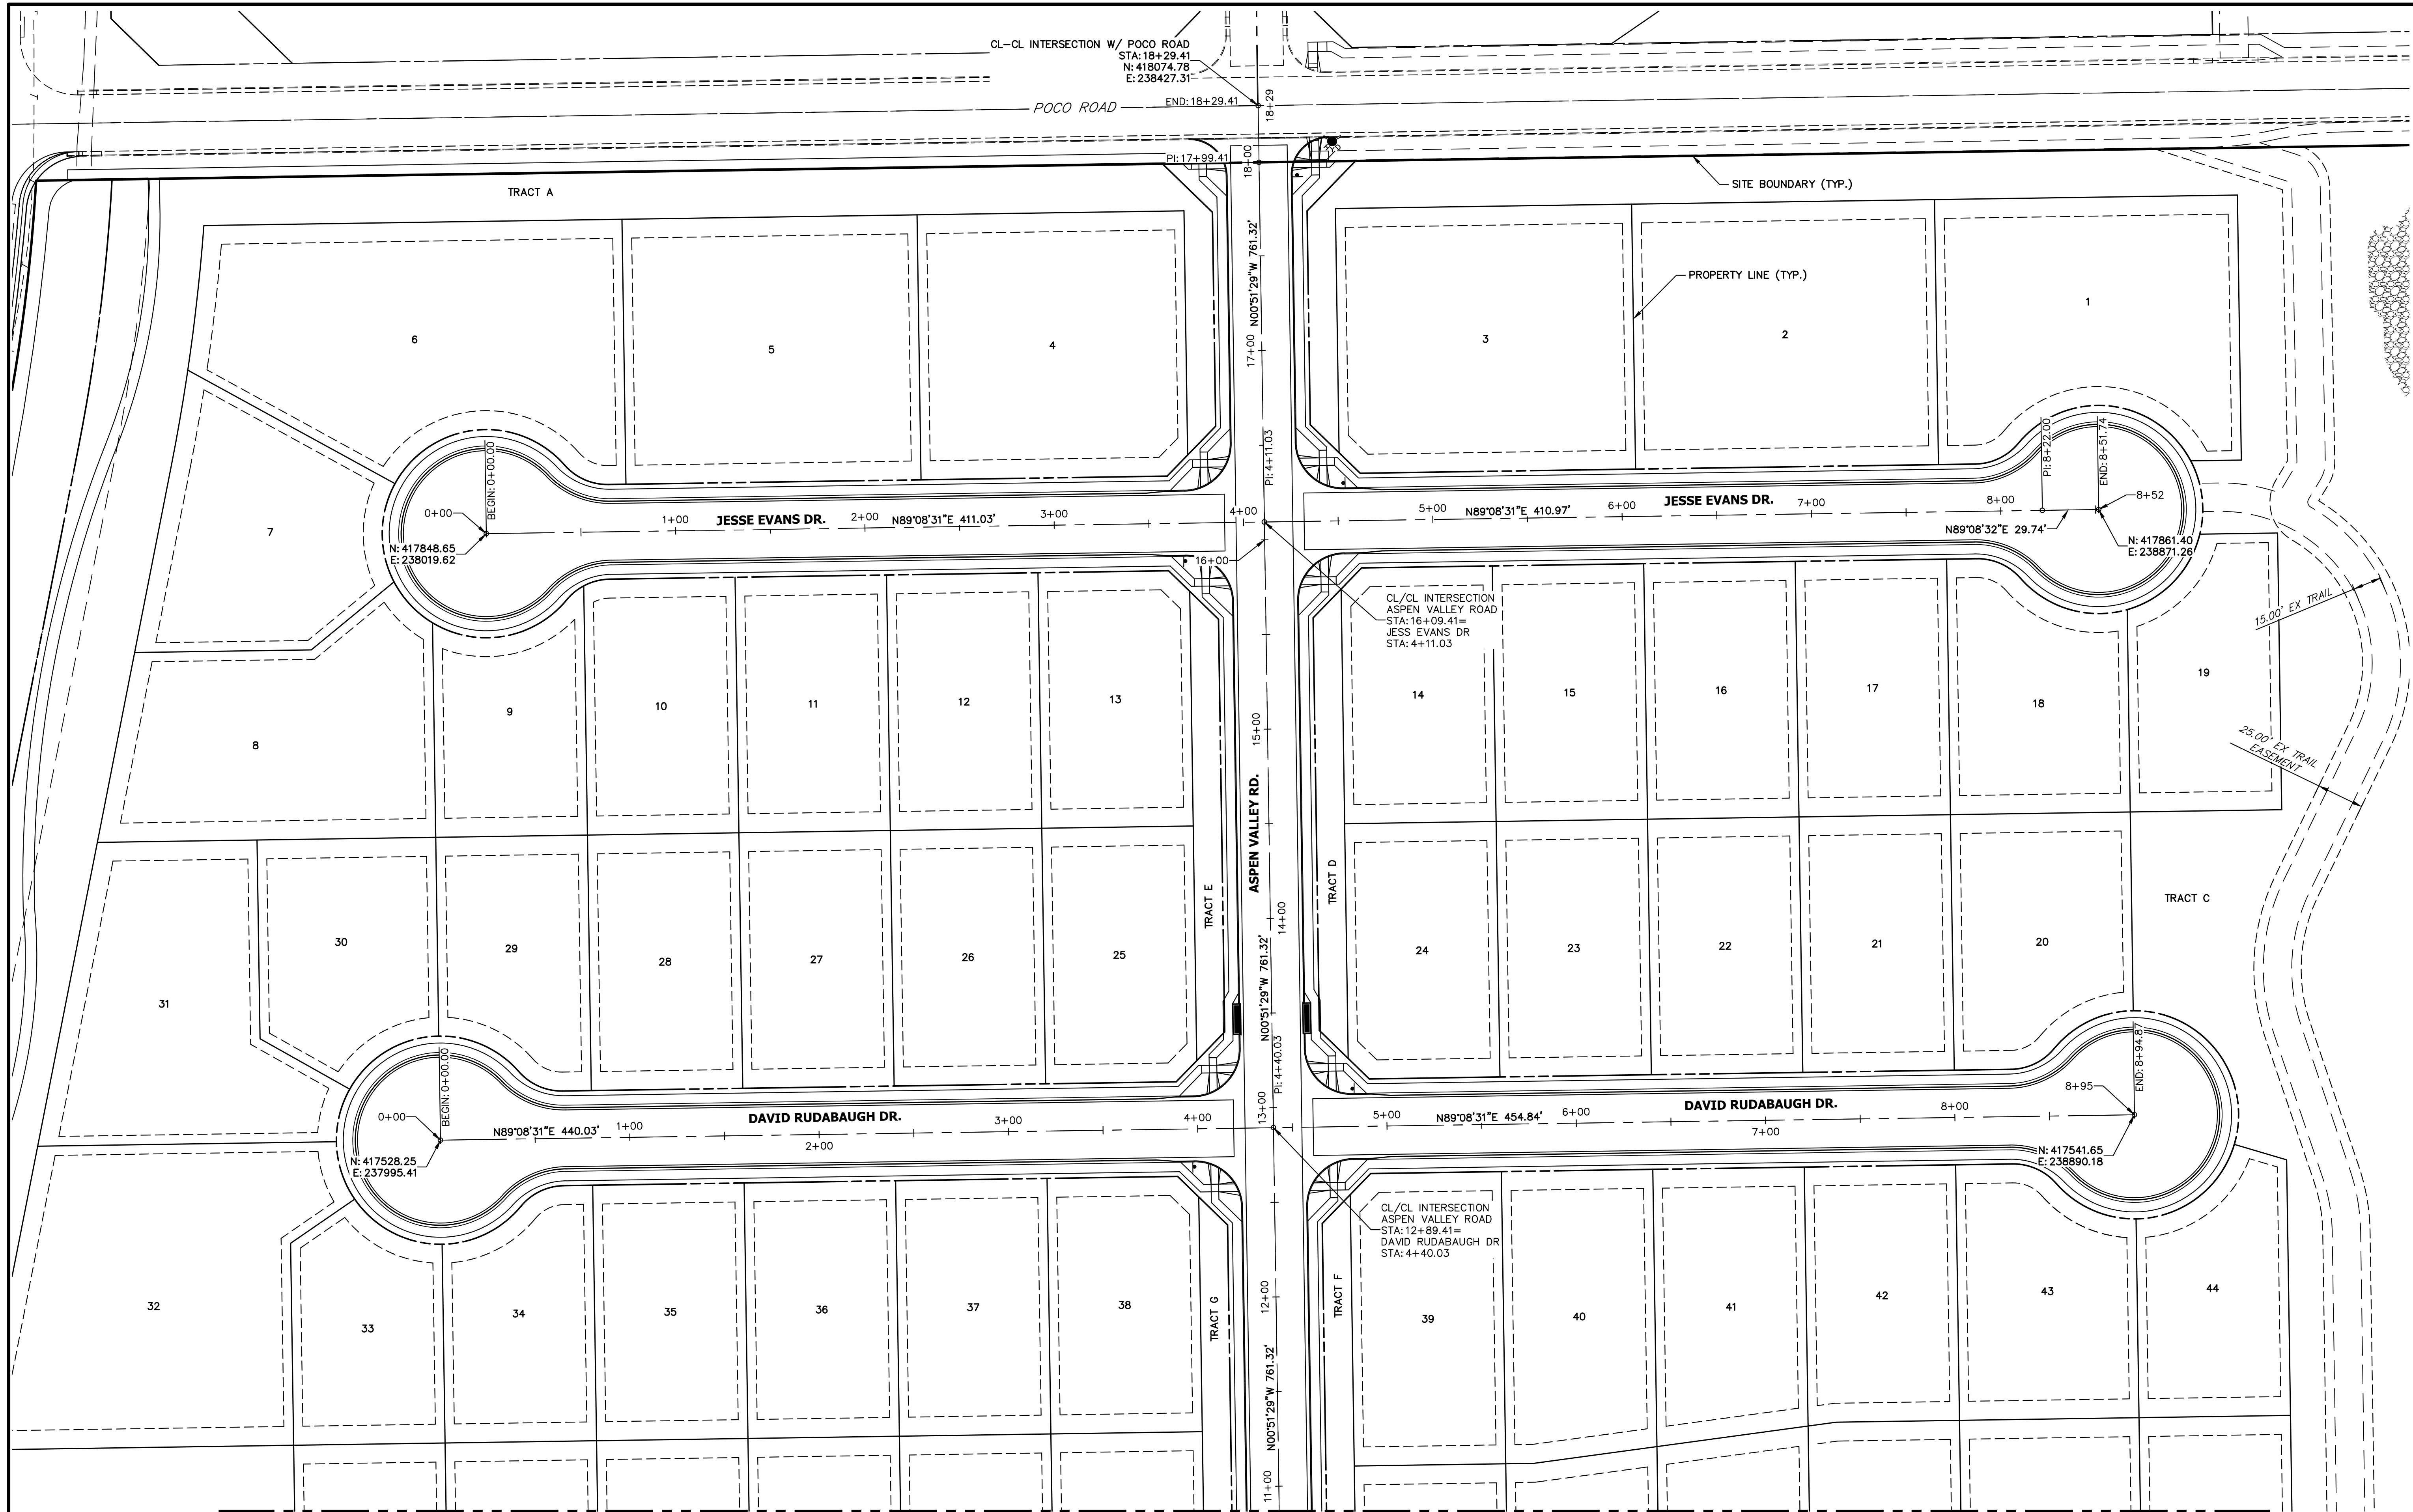 CL-CL INTERSECTION W/ POCO ROAD
STA: 18+29.41
N: 418074.78
E: 238427.31
POCO ROAD
END: 18+29.41
18+29
PI: 17+99.41
18+00
TRACT A
SITE BOUNDARY (TYP.)
N00°51'29"W 761.32'
PROPERTY LINE (TYP.)
6
5
4
3
2
1
17+00
BEGIN: 0+00.00
0+00
1+00
JESSE EVANS DR.
2+00
N89°08'31"E 411.03'
3+00
4+00
PI: 4+11.03
5+00
N89°08'31"E 410.97'
6+00
JESSE EVANS DR.
7+00
8+00
PI: 8+22.00
END: 8+51.74
8+52
N89°08'32"E 29.74'
N: 417848.65
E: 238019.62
N: 417861.40
E: 238871.26
16+00
7
CL/CL INTERSECTION
ASPEN VALLEY ROAD
STA: 16+09.41=
JESS EVANS DR
STA: 4+11.03
15.00' EX TRAIL
25.00' EX TRAIL
EASEMENT
8
9
10
11
12
13
14
15
16
17
18
19
15+00
ASPEN VALLEY RD.
TRACT E
TRACT D
TRACT C
14+00
31
30
29
28
27
26
25
24
23
22
21
20
N00°51'29"W 761.32'
PI: 4+40.03
13+00
BEGIN: 0+00.00
0+00
N89°08'31"E 440.03'
1+00
2+00
DAVID RUDABAUGH DR.
3+00
4+00
5+00
N89°08'31"E 454.84'
6+00
DAVID RUDABAUGH DR.
7+00
8+00
8+95
END: 8+94.87
N: 417528.25
E: 237995.41
N: 417541.65
E: 238890.18
CL/CL INTERSECTION
ASPEN VALLEY ROAD
STA: 12+89.41=
DAVID RUDABAUGH DR
STA: 4+40.03
32
33
34
35
36
37
38
TRACT G
12+00
TRACT F
39
40
41
42
43
44
N00°51'29"W 761.32'
11+00